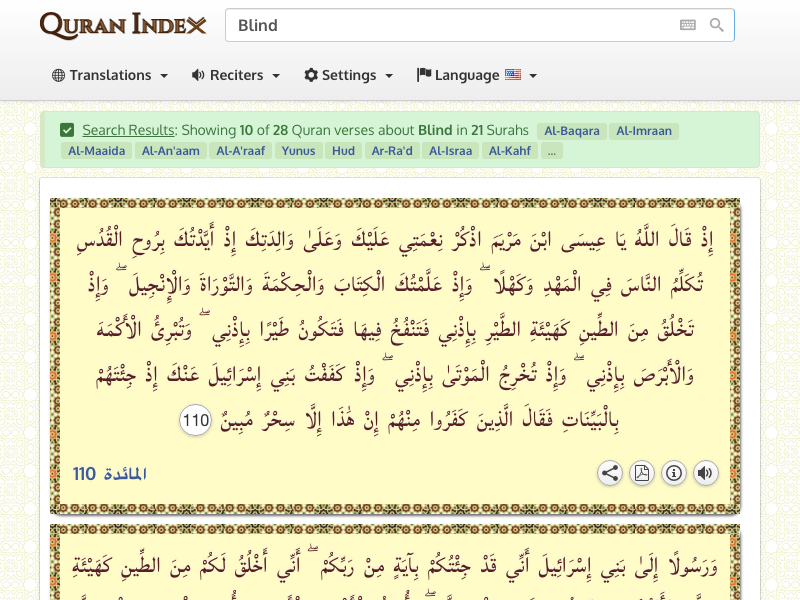 QURAN INDEX
Blind
Translations Reciters Settings Language
Search Results: Showing 10 of 28 Quran verses about Blind in 21 Surahs Al-Baqara Al-Imraan
Al-Maaida Al-An'aam Al-A'raaf Yunus Hud Ar-Ra'd Al-Israa Al-Kahf ...
إِذْ قَالَ اللَّهُ يَا عِيسَى ابْنَ مَرْيَمَ اذْكُرْ نِعْمَتِي عَلَيْكَ وَعَلَىٰ وَالِدَتِكَ إِذْ أَيَّدْتُكَ بِرُوحِ الْقُدُسِ
تُكَلِّمُ النَّاسَ فِي الْمَهْدِ وَكَهْلًا ۖ وَإِذْ عَلَّمْتُكَ الْكِتَابَ وَالْحِكْمَةَ وَالتَّوْرَاةَ وَالْإِنْجِيلَ ۖ وَإِذْ
تَخْلُقُ مِنَ الطِّينِ كَهَيْئَةِ الطَّيْرِ بِإِذْنِي فَتَنْفُخُ فِيهَا فَتَكُونُ طَيْرًا بِإِذْنِي ۖ وَتُبْرِئُ الْأَكْمَهَ
وَالْأَبْرَصَ بِإِذْنِي ۖ وَإِذْ تُخْرِجُ الْمَوْتَىٰ بِإِذْنِي ۖ وَإِذْ كَفَفْتُ بَنِي إِسْرَائِيلَ عَنْكَ إِذْ جِئْتَهُمْ
بِالْبَيِّنَاتِ فَقَالَ الَّذِينَ كَفَرُوا مِنْهُمْ إِنْ هَٰذَا إِلَّا سِحْرٌ مُبِينٌ 110
المائدة 110
وَرَسُولًا إِلَىٰ بَنِي إِسْرَائِيلَ أَنِّي قَدْ جِئْتُكُمْ بِآيَةٍ مِنْ رَبِّكُمْ ۖ أَنِّي أَخْلُقُ لَكُمْ مِنَ الطِّينِ كَهَيْئَةِ